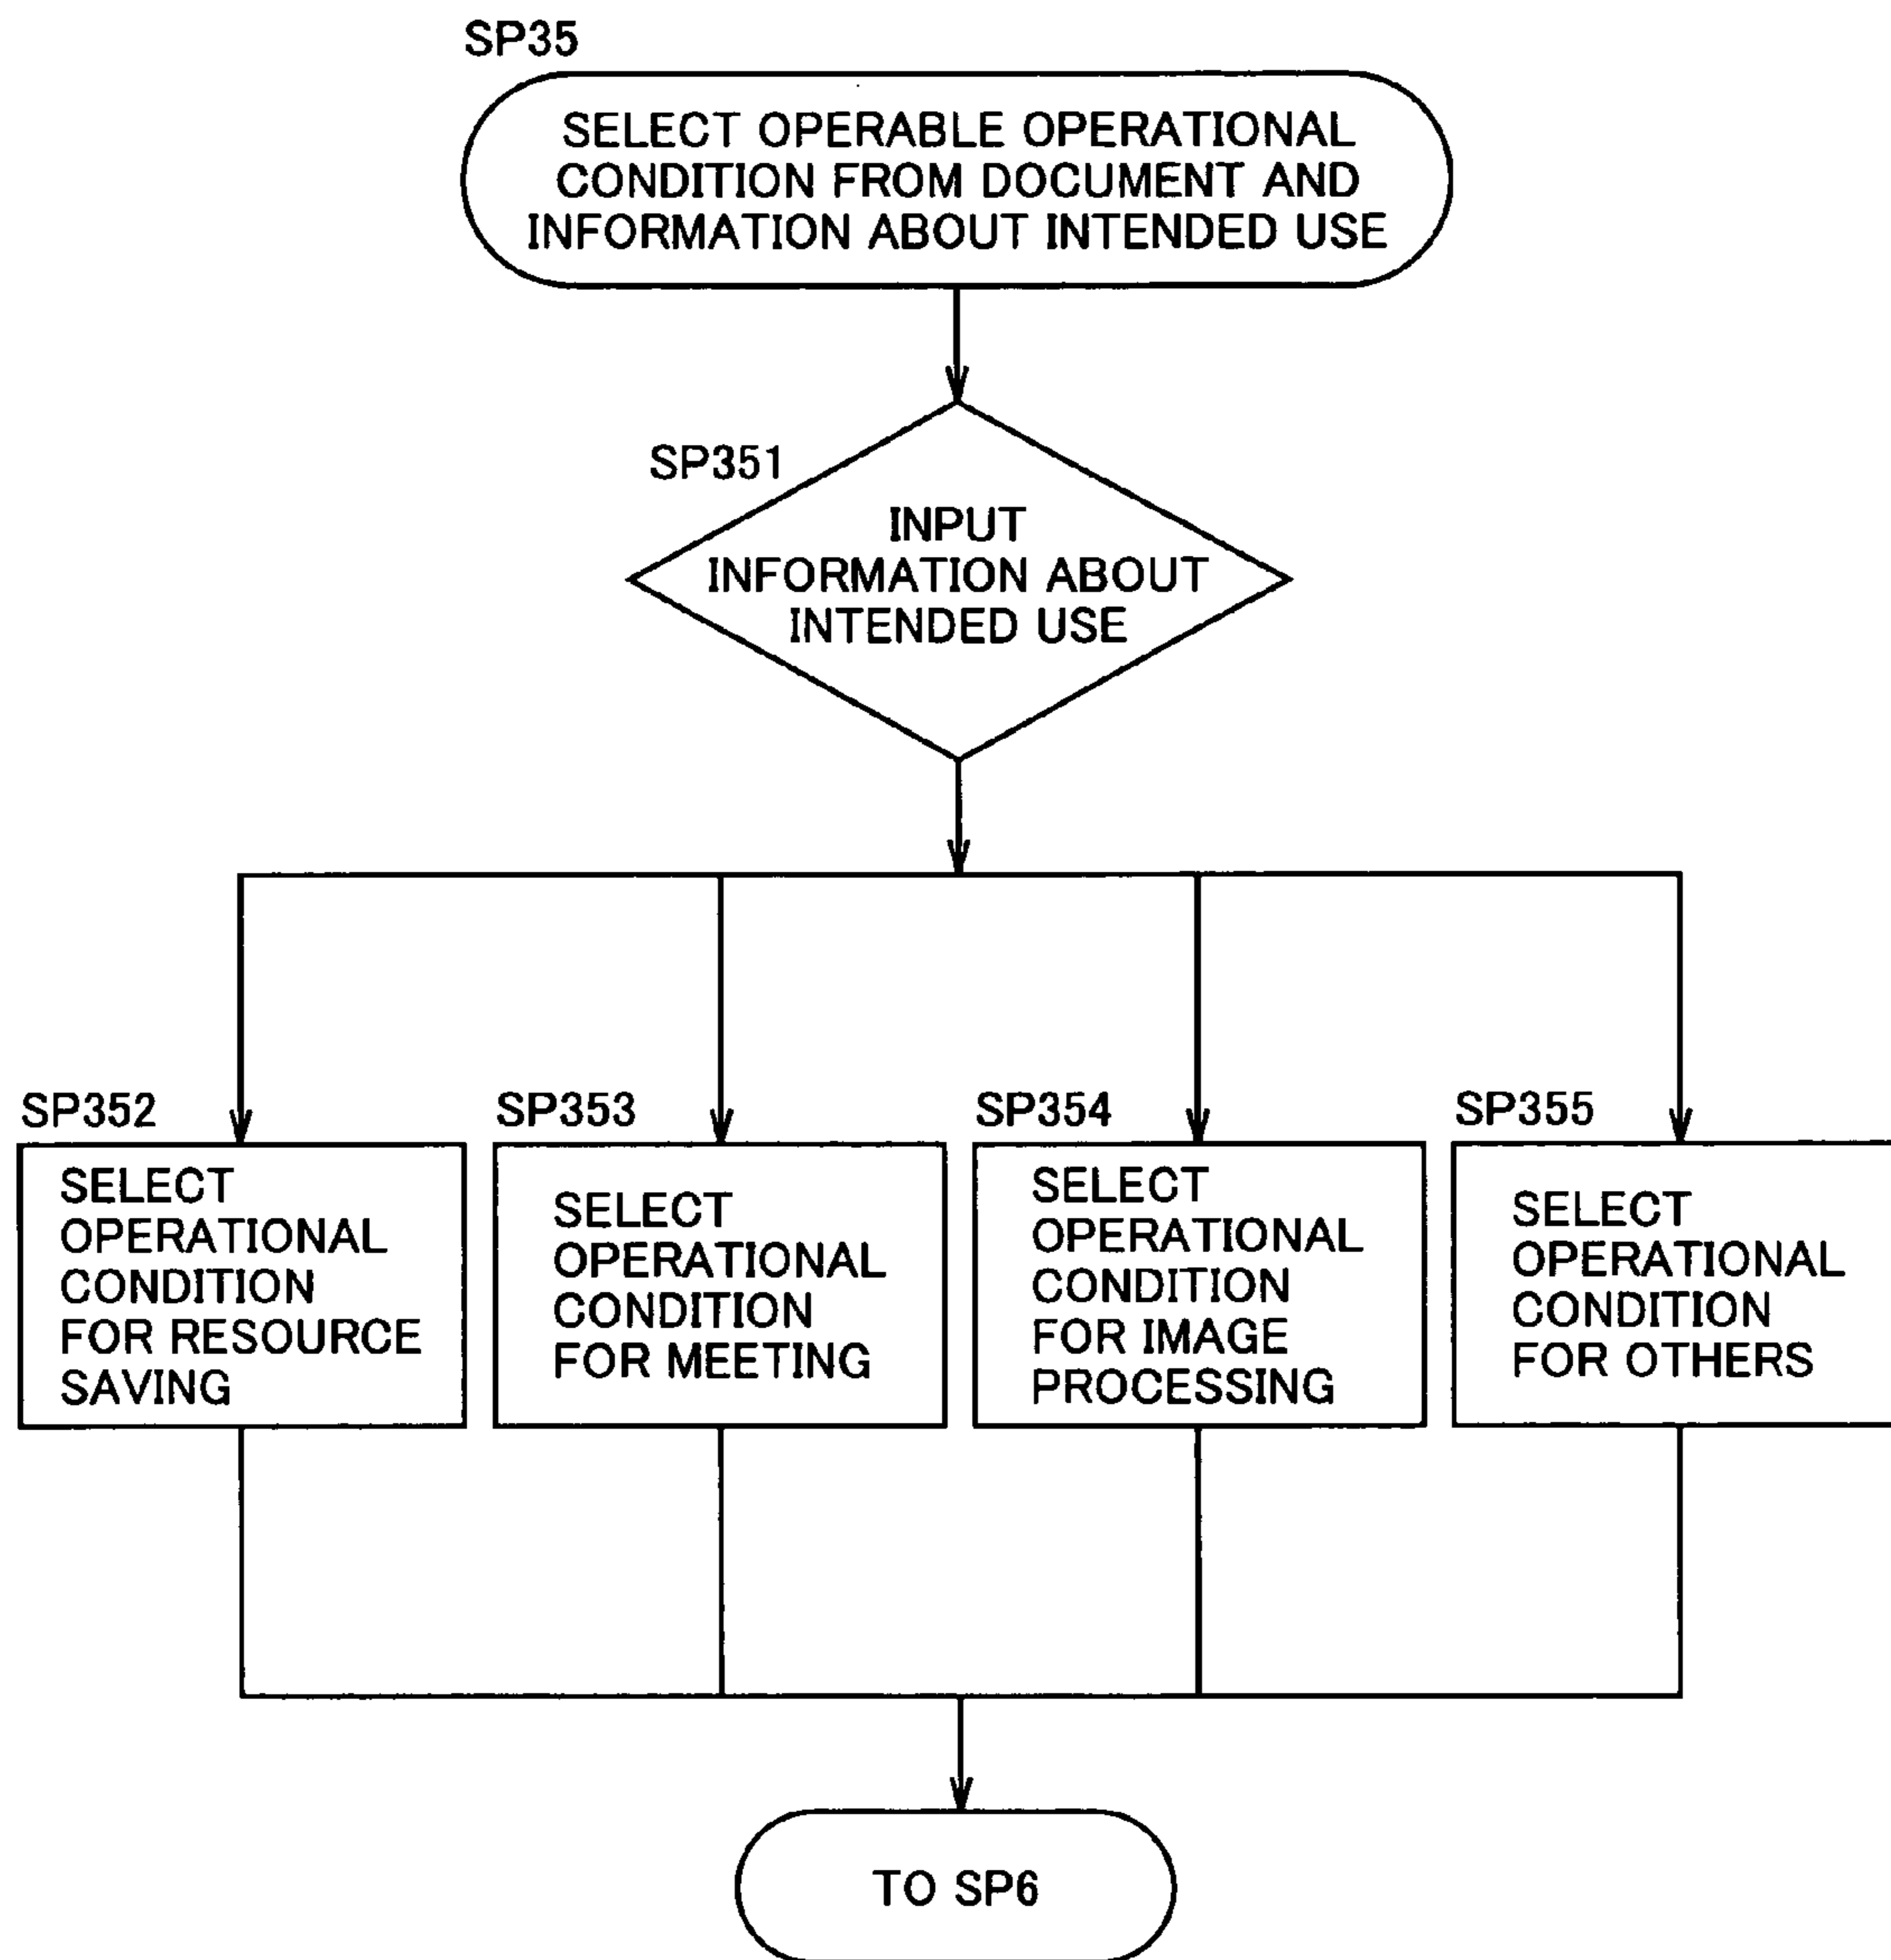 SP35
SELECT OPERABLE OPERATIONAL
CONDITION FROM DOCUMENT AND
INFORMATION ABOUT INTENDED USE
SP351
INPUT
INFORMATION ABOUT
INTENDED USE
SP352
SELECT
OPERATIONAL
CONDITION
FOR RESOURCE
SAVING
SP353
SELECT
OPERATIONAL
CONDITION
FOR MEETING
SP354
SELECT
OPERATIONAL
CONDITION
FOR IMAGE
PROCESSING
SP355
SELECT
OPERATIONAL
CONDITION
FOR OTHERS
TO SP6